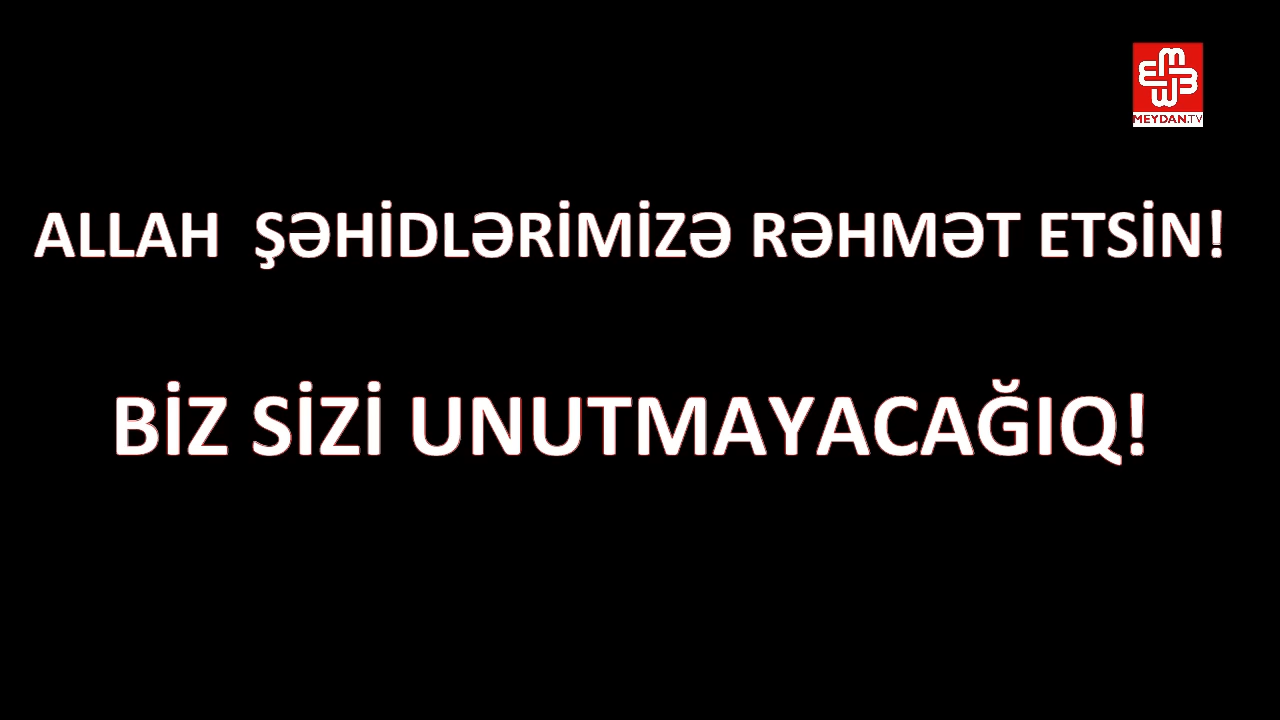 MEYDAN.TV
ALLAH ŞƏHİDLƏRİMİZƏ RƏHMƏT ETSİN!
BİZ SİZİ UNUTMAYACAĞIQ!